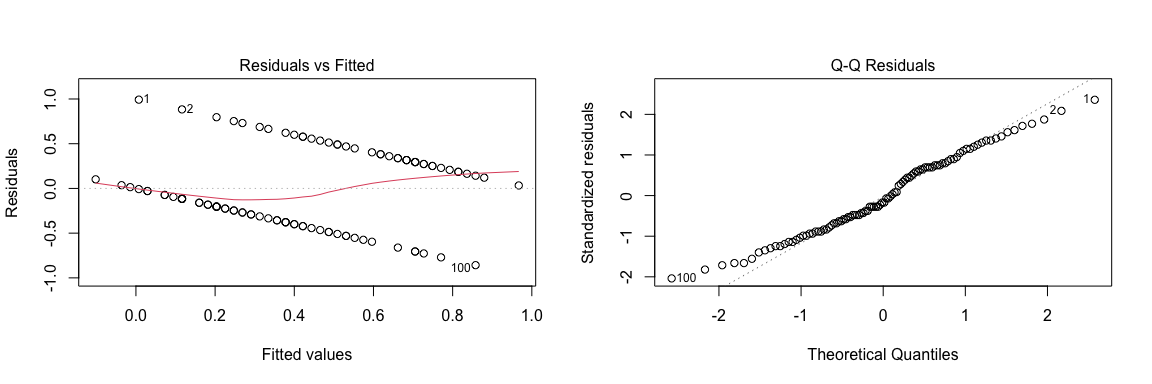 Residuals vs Fitted
Residuals
1.0
0.5
0.0
-0.5
-1.0
1
2
100
0.0 0.2 0.4 0.6 0.8 1.0
Fitted values
Q-Q Residuals
Standardized residuals
2
1
0
-1
-2
1
2
100
-2 -1 0 1 2
Theoretical Quantiles